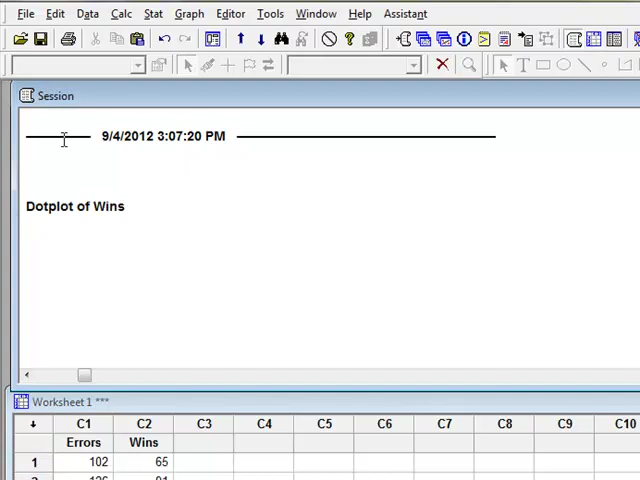 File Edit Data Calc Stat Graph Editor Tools Window Help Assistant
Session
9/4/2012 3:07:20 PM
Dotplot of Wins
Worksheet 1 ***
C1 C2 C3 C4 C5 C6 C7 C8 C9 C10
Errors Wins
1 102 65